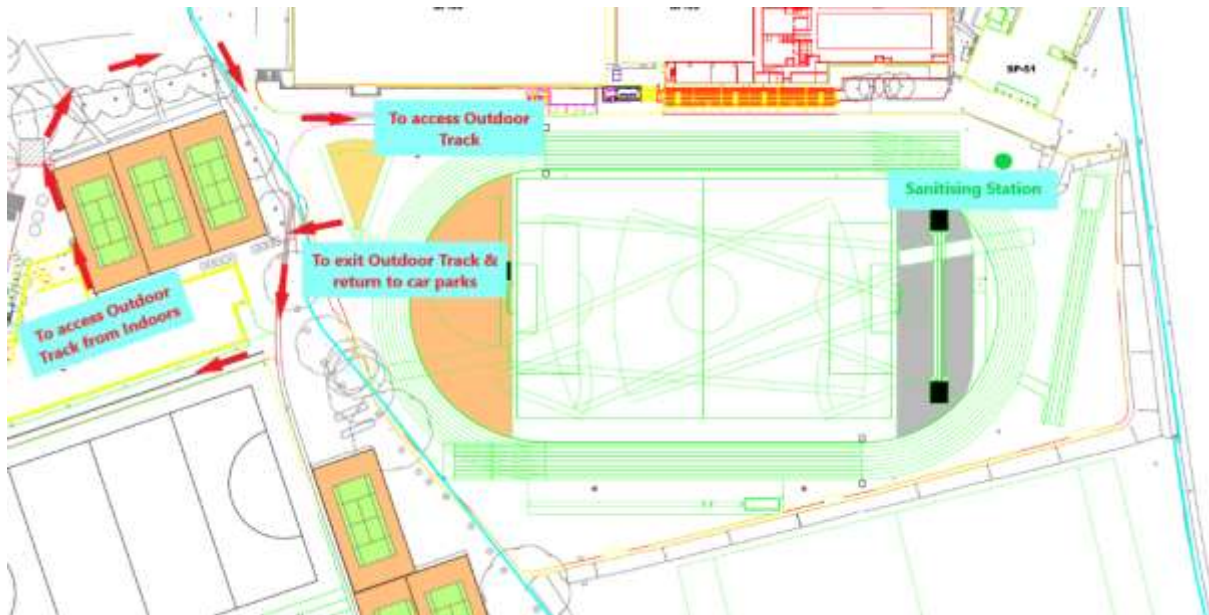 SP-51
To access Outdoor
Track
Sanitising Station
To exit Outdoor Track &
return to car parks
To access Outdoor
Track from Indoors